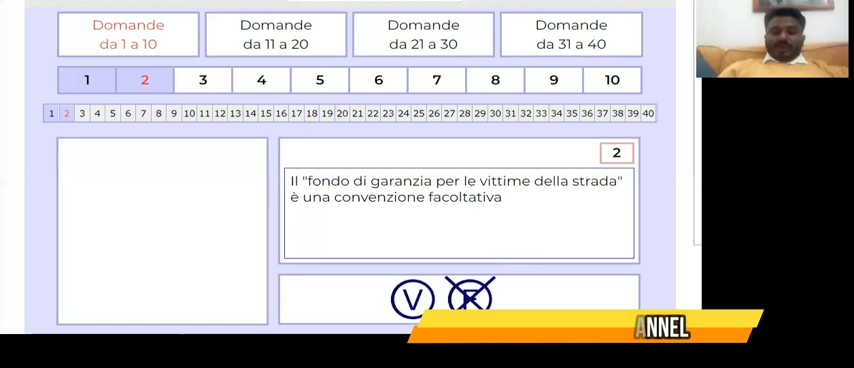 Domande
da 1 a 10
Domande
da 11 a 20
Domande
da 21 a 30
Domande
da 31 a 40
1 2 3 4 5 6 7 8 9 10
1 2 3 4 5 6 7 8 9 10 11 12 13 14 15 16 17 18 19 20 21 22 23 24 25 26 27 28 29 30 31 32 33 34 35 36 37 38 39 40
2
Il "fondo di garanzia per le vittime della strada"
è una convenzione facoltativa
V F
ANNEL